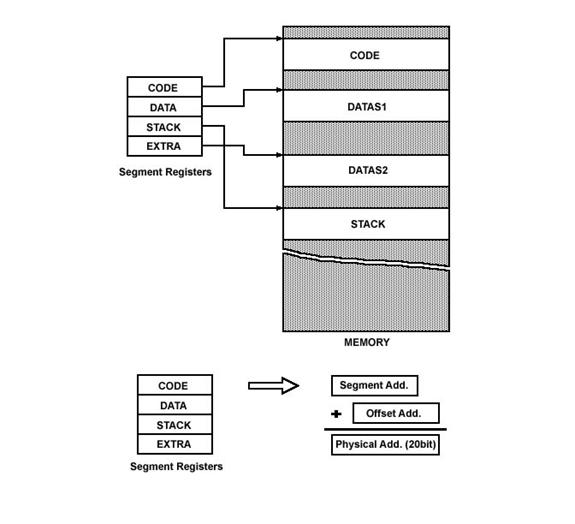 CODE
CODE
DATA
DATAS1
STACK
EXTRA
DATAS2
Segment Registers
STACK
MEMORY
CODE
Segment Add.
DATA
+ Offset Add.
STACK
EXTRA
Physical Add. (20bit)
Segment Registers